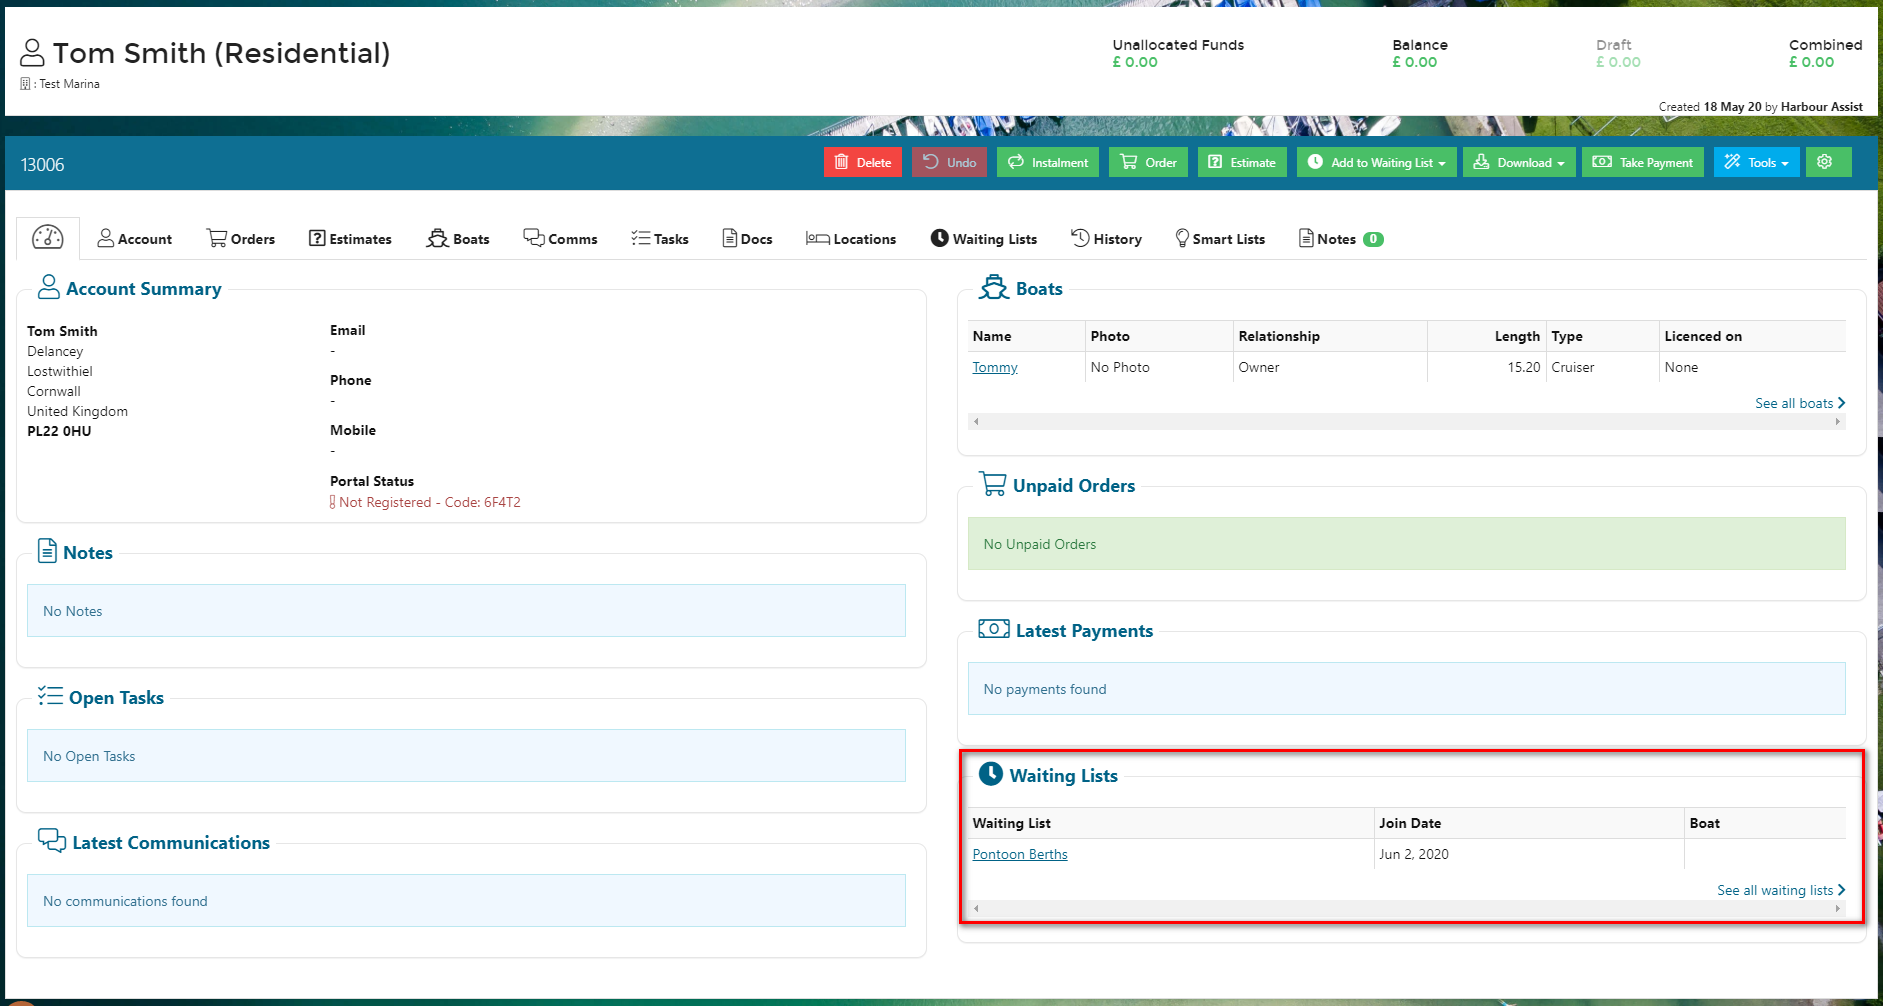 Tom Smith (Residential)
: Test Marina
Unallocated Funds
£ 0.00
Balance
£ 0.00
Draft
£ 0.00
Combined
£ 0.00
Created 18 May 20 by Harbour Assist
13006
Delete
Undo
Instalment
Order
Estimate
Add to Waiting List
Download
Take Payment
Tools
Account
Orders
Estimates
Boats
Comms
Tasks
Docs
Locations
Waiting Lists
History
Smart Lists
Notes 0
Account Summary
Tom Smith
Delancey
Lostwithiel
Cornwall
United Kingdom
PL22 0HU
Email
-
Phone
-
Mobile
-
Portal Status
Not Registered - Code: 6F4T2
Notes
No Notes
Open Tasks
No Open Tasks
Latest Communications
No communications found
Boats
Name Photo Relationship Length Type Licenced on
Tommy No Photo Owner 15.20 Cruiser None
See all boats
Unpaid Orders
No Unpaid Orders
Latest Payments
No payments found
Waiting Lists
Waiting List Join Date Boat
Pontoon Berths Jun 2, 2020
See all waiting lists